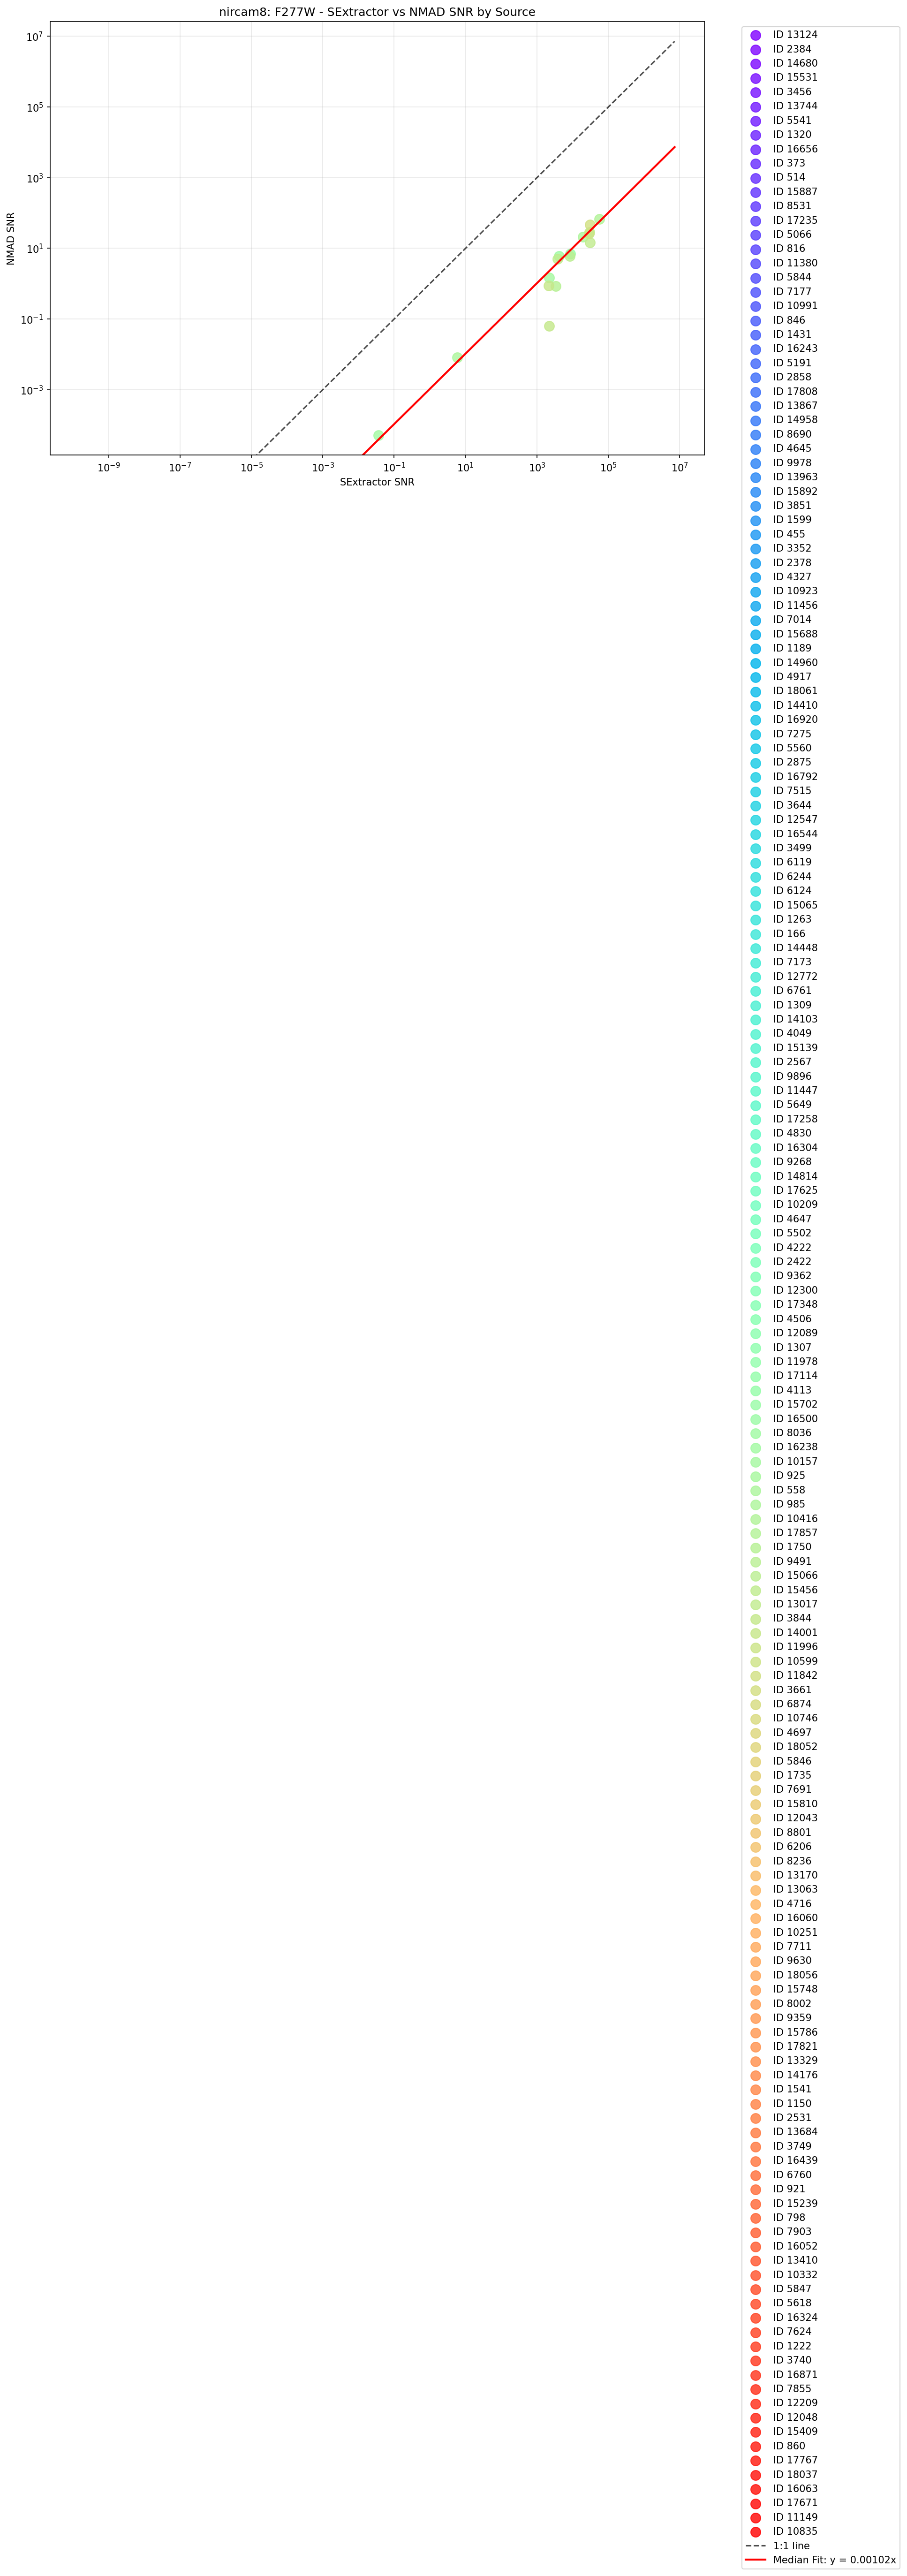 nircam8: F277W - SExtractor vs NMAD SNR by Source
10⁷
10⁵
10³
10¹
10⁻¹
10⁻³
NMAD SNR
10⁻⁹
10⁻⁷
10⁻⁵
10⁻³
10⁻¹
10¹
10³
10⁵
10⁷
SExtractor SNR
ID 13124
ID 2384
ID 14680
ID 15531
ID 3456
ID 13744
ID 5541
ID 1320
ID 16656
ID 373
ID 514
ID 15887
ID 8531
ID 17235
ID 5066
ID 816
ID 11380
ID 5844
ID 7177
ID 10991
ID 846
ID 1431
ID 16243
ID 5191
ID 2858
ID 17808
ID 13867
ID 14958
ID 8690
ID 4645
ID 9978
ID 13963
ID 15892
ID 3851
ID 1599
ID 455
ID 3352
ID 2378
ID 4327
ID 10923
ID 11456
ID 7014
ID 15688
ID 1189
ID 14960
ID 4917
ID 18061
ID 14410
ID 16920
ID 7275
ID 5560
ID 2875
ID 16792
ID 7515
ID 3644
ID 12547
ID 16544
ID 3499
ID 6119
ID 6244
ID 6124
ID 15065
ID 1263
ID 166
ID 14448
ID 7173
ID 12772
ID 6761
ID 1309
ID 14103
ID 4049
ID 15139
ID 2567
ID 9896
ID 11447
ID 5649
ID 17258
ID 4830
ID 16304
ID 9268
ID 14814
ID 17625
ID 10209
ID 4647
ID 5502
ID 4222
ID 2422
ID 9362
ID 12300
ID 17348
ID 4506
ID 12089
ID 1307
ID 11978
ID 17114
ID 4113
ID 15702
ID 16500
ID 8036
ID 16238
ID 10157
ID 925
ID 558
ID 985
ID 10416
ID 17857
ID 1750
ID 9491
ID 15066
ID 15456
ID 13017
ID 3844
ID 14001
ID 11996
ID 10599
ID 11842
ID 3661
ID 6874
ID 10746
ID 4697
ID 18052
ID 5846
ID 1735
ID 7691
ID 15810
ID 12043
ID 8801
ID 6206
ID 8236
ID 13170
ID 13063
ID 4716
ID 16060
ID 10251
ID 7711
ID 9630
ID 18056
ID 15748
ID 8002
ID 9359
ID 15786
ID 17821
ID 13329
ID 14176
ID 1541
ID 1150
ID 2531
ID 13684
ID 3749
ID 16439
ID 6760
ID 921
ID 15239
ID 798
ID 7903
ID 16052
ID 13410
ID 10332
ID 5847
ID 5618
ID 16324
ID 7624
ID 1222
ID 3740
ID 16871
ID 7855
ID 12209
ID 12048
ID 15409
ID 860
ID 17767
ID 18037
ID 16063
ID 17671
ID 11149
ID 10835
1:1 line
Median Fit: y = 0.00102x